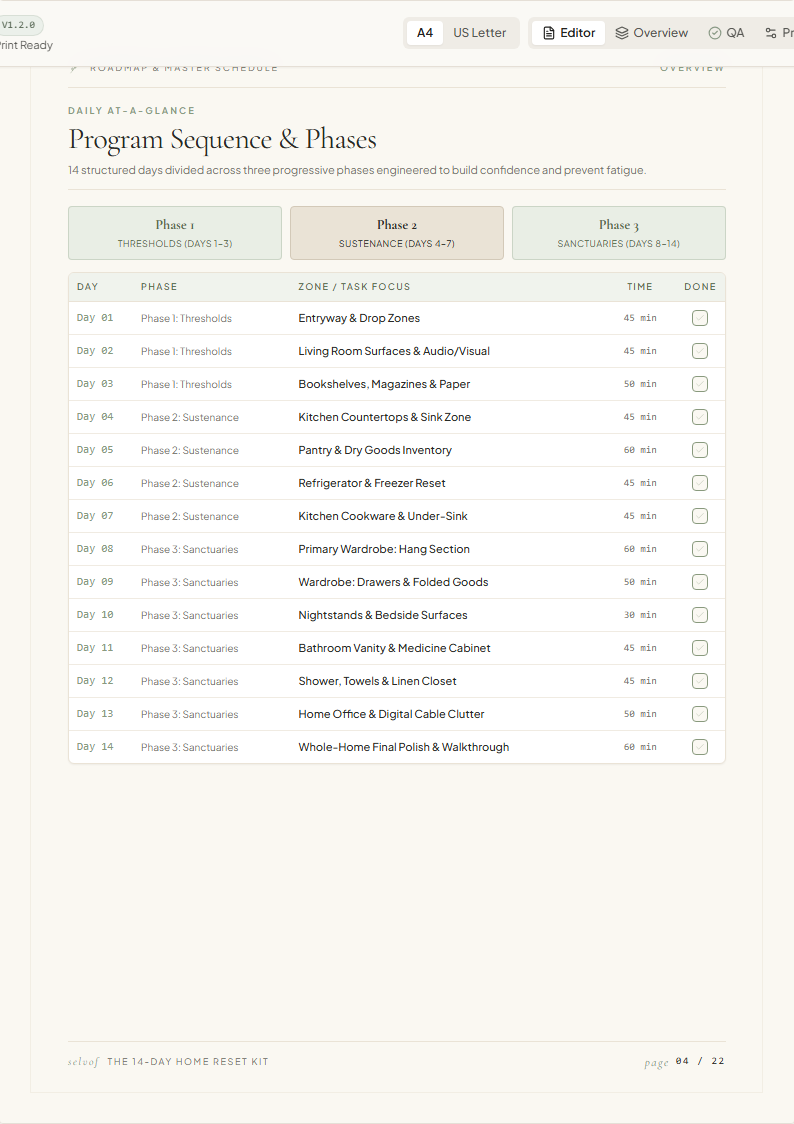 V1.2.0
Print Ready
A4 US Letter Editor Overview QA
ROADMAP & MASTER SCHEDULE OVERVIEW
DAILY AT-A-GLANCE
Program Sequence & Phases
14 structured days divided across three progressive phases engineered to build confidence and prevent fatigue.
Phase 1 Phase 2 Phase 3
THRESHOLDS (DAYS 1–3) SUSTENANCE (DAYS 4–7) SANCTUARIES (DAYS 8–14)
DAY PHASE ZONE / TASK FOCUS TIME DONE
Day 01 Phase 1: Thresholds Entryway & Drop Zones 45 min
Day 02 Phase 1: Thresholds Living Room Surfaces & Audio/Visual 45 min
Day 03 Phase 1: Thresholds Bookshelves, Magazines & Paper 50 min
Day 04 Phase 2: Sustenance Kitchen Countertops & Sink Zone 45 min
Day 05 Phase 2: Sustenance Pantry & Dry Goods Inventory 60 min
Day 06 Phase 2: Sustenance Refrigerator & Freezer Reset 45 min
Day 07 Phase 2: Sustenance Kitchen Cookware & Under-Sink 45 min
Day 08 Phase 3: Sanctuaries Primary Wardrobe: Hang Section 60 min
Day 09 Phase 3: Sanctuaries Wardrobe: Drawers & Folded Goods 50 min
Day 10 Phase 3: Sanctuaries Nightstands & Bedside Surfaces 30 min
Day 11 Phase 3: Sanctuaries Bathroom Vanity & Medicine Cabinet 45 min
Day 12 Phase 3: Sanctuaries Shower, Towels & Linen Closet 45 min
Day 13 Phase 3: Sanctuaries Home Office & Digital Cable Clutter 50 min
Day 14 Phase 3: Sanctuaries Whole-Home Final Polish & Walkthrough 60 min
selvof THE 14-DAY HOME RESET KIT page 04 / 22